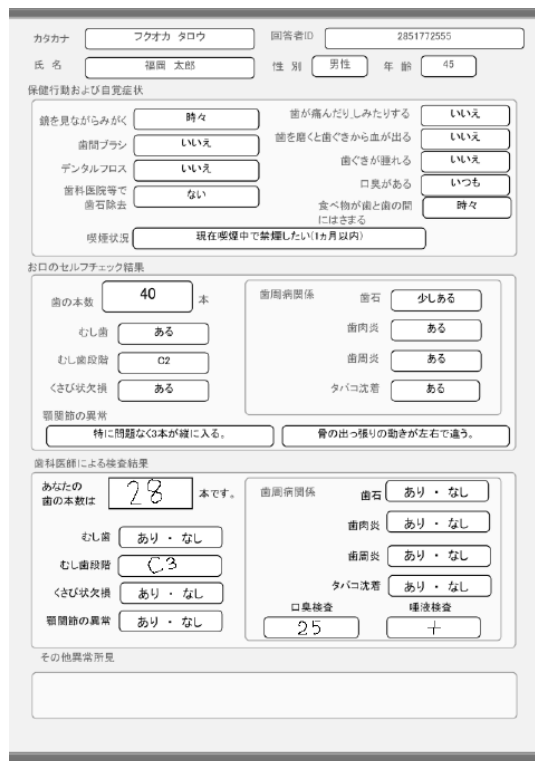 カタカナ フクオカ タロウ 回答者ID 2851772555
氏 名 福岡 太郎 性 別 男性 年 齢 45
保健行動および自覚症状
鏡を見ながらみがく 時々 歯が痛んだり,しみたりする いいえ
歯間ブラシ いいえ 歯を磨くと歯ぐきから血が出る いいえ
デンタルフロス いいえ 歯ぐきが腫れる いいえ
歯科医院等で
歯石除去 ない 口臭がある いつも
食べ物が歯と歯の間
にはさまる 時々
喫煙状況 現在喫煙中で禁煙したい(1ヵ月以内)
お口のセルフチェック結果
歯の本数 40 本 歯周病関係 歯石 少しある
むし歯 ある 歯肉炎 ある
むし歯段階 C2 歯周炎 ある
くさび状欠損 ある タバコ沈着 ある
顎関節の異常
特に問題なく3本が縦に入る。 骨の出っ張りの動きが左右で違う。
歯科医師による検査結果
あなたの
歯の本数は 28 本です。 歯周病関係 歯石 あり ・ なし
むし歯 あり ・ なし 歯肉炎 あり ・ なし
むし歯段階 C3 歯周炎 あり ・ なし
くさび状欠損 あり ・ なし タバコ沈着 あり ・ なし
顎関節の異常 あり ・ なし 口臭検査 25 唾液検査 +
その他異常所見